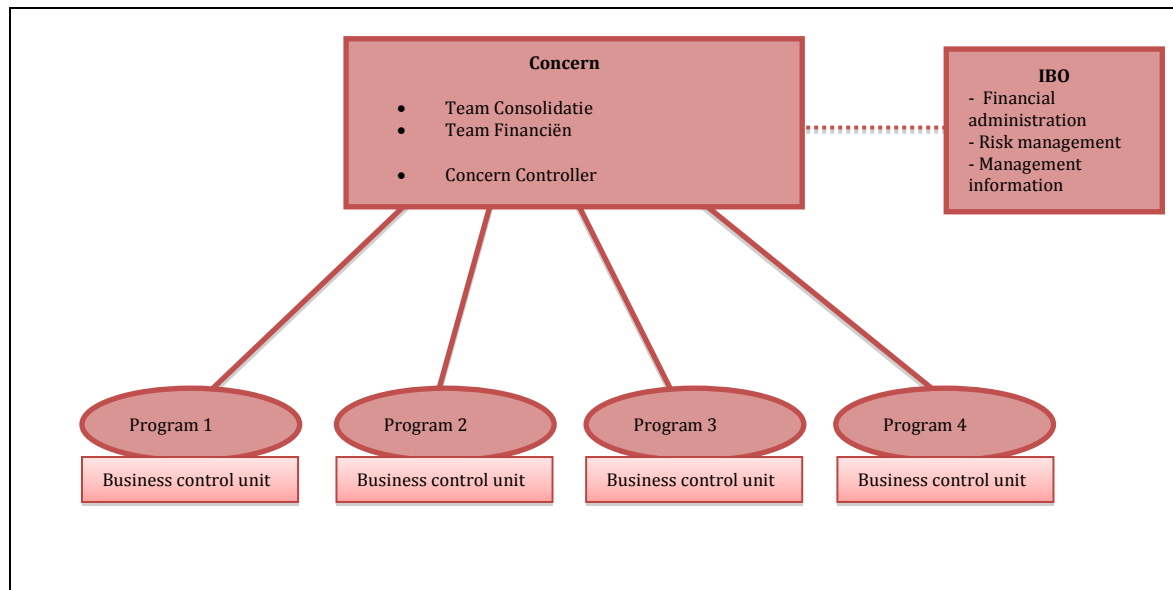 Concern
• Team Consolidatie
• Team Financiën
• Concern Controller
IBO
- Financial
administration
- Risk management
- Management
information
Program 1
Program 2
Program 3
Program 4
Business control unit
Business control unit
Business control unit
Business control unit